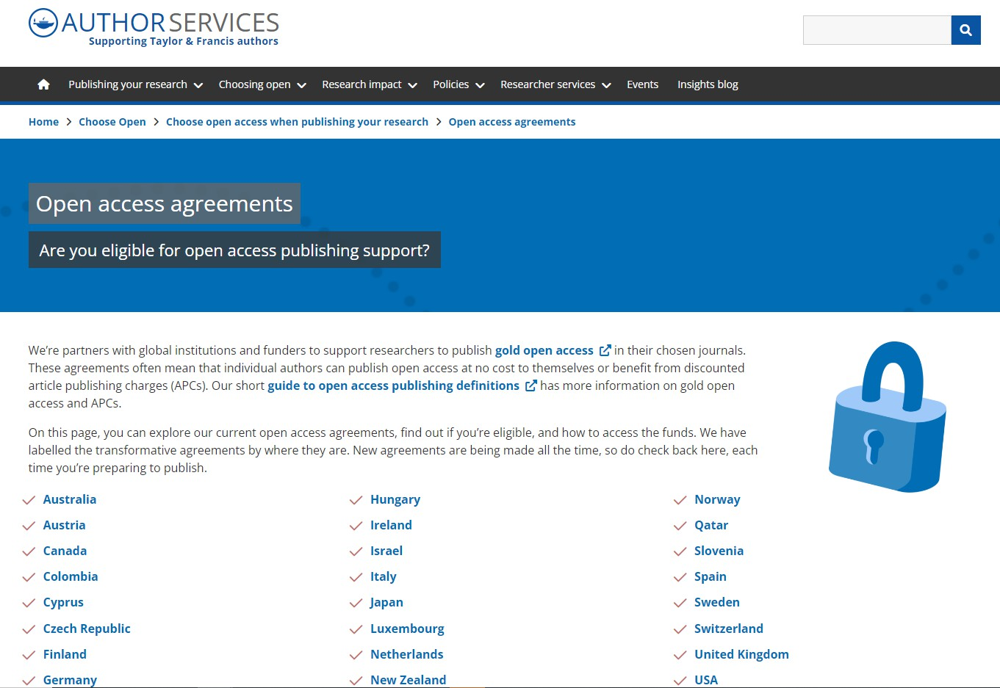 AUTHOR SERVICES
Supporting Taylor & Francis authors
Publishing your research Choosing open Research impact Policies Researcher services Events Insights blog
Home > Choose Open > Choose open access when publishing your research > Open access agreements
Open access agreements
Are you eligible for open access publishing support?
We’re partners with global institutions and funders to support researchers to publish gold open access in their chosen journals.
These agreements often mean that individual authors can publish open access at no cost to themselves or benefit from discounted
article publishing charges (APCs). Our short guide to open access publishing definitions has more information on gold open
access and APCs.
On this page, you can explore our current open access agreements, find out if you’re eligible, and how to access the funds. We have
labelled the transformative agreements by where they are. New agreements are being made all the time, so do check back here, each
time you’re preparing to publish.
Australia
Austria
Canada
Colombia
Cyprus
Czech Republic
Finland
Germany
Hungary
Ireland
Israel
Italy
Japan
Luxembourg
Netherlands
New Zealand
Norway
Qatar
Slovenia
Spain
Sweden
Switzerland
United Kingdom
USA